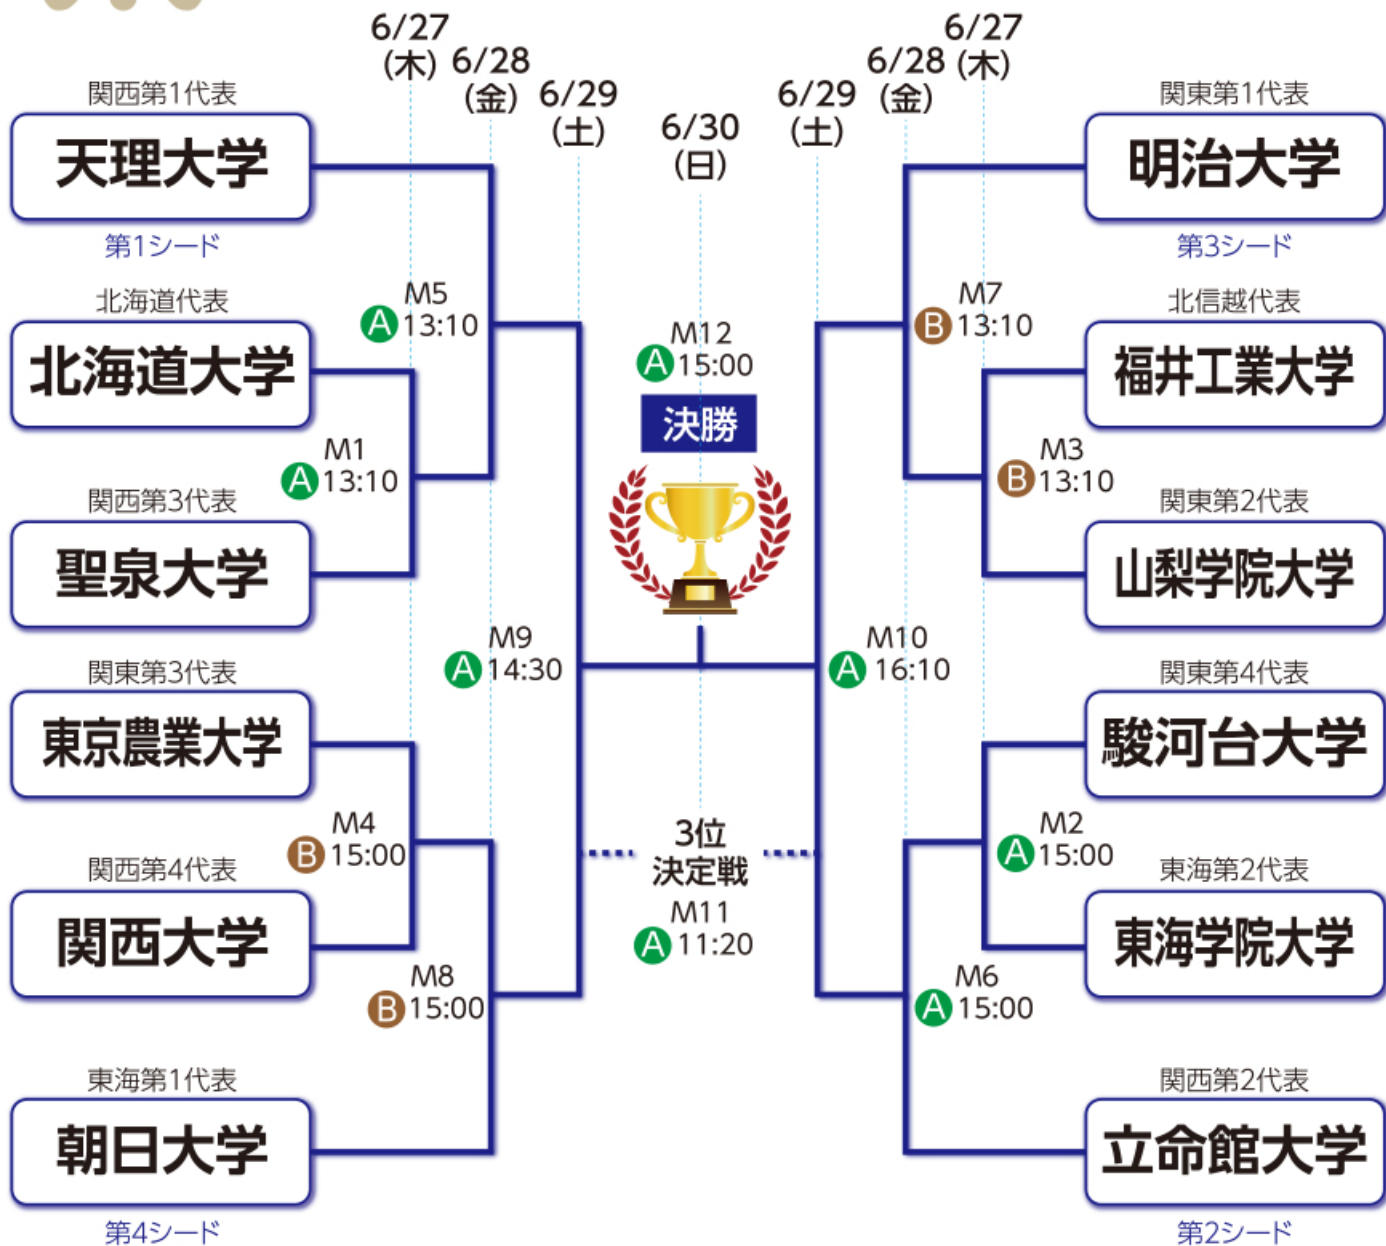 6/27
(木)
6/28
(金)
6/29
(土)
6/30
(日)
6/29
(土)
6/28
(金)
6/27
(木)
関西第1代表
天理大学
第1シード
北海道代表
北海道大学
関西第3代表
聖泉大学
関東第3代表
東京農業大学
関西第4代表
関西大学
東海第1代表
朝日大学
第4シード
M5
A 13:10
M1
A 13:10
M9
A 14:30
M4
B 15:00
M8
B 15:00
M12
A 15:00
決勝
3位
決定戦
M11
A 11:20
関東第1代表
明治大学
第3シード
北信越代表
福井工業大学
関東第2代表
山梨学院大学
関東第4代表
駿河台大学
東海第2代表
東海学院大学
関西第2代表
立命館大学
第2シード
M7
B 13:10
M3
B 13:10
M10
A 16:10
M2
A 15:00
M6
A 15:00